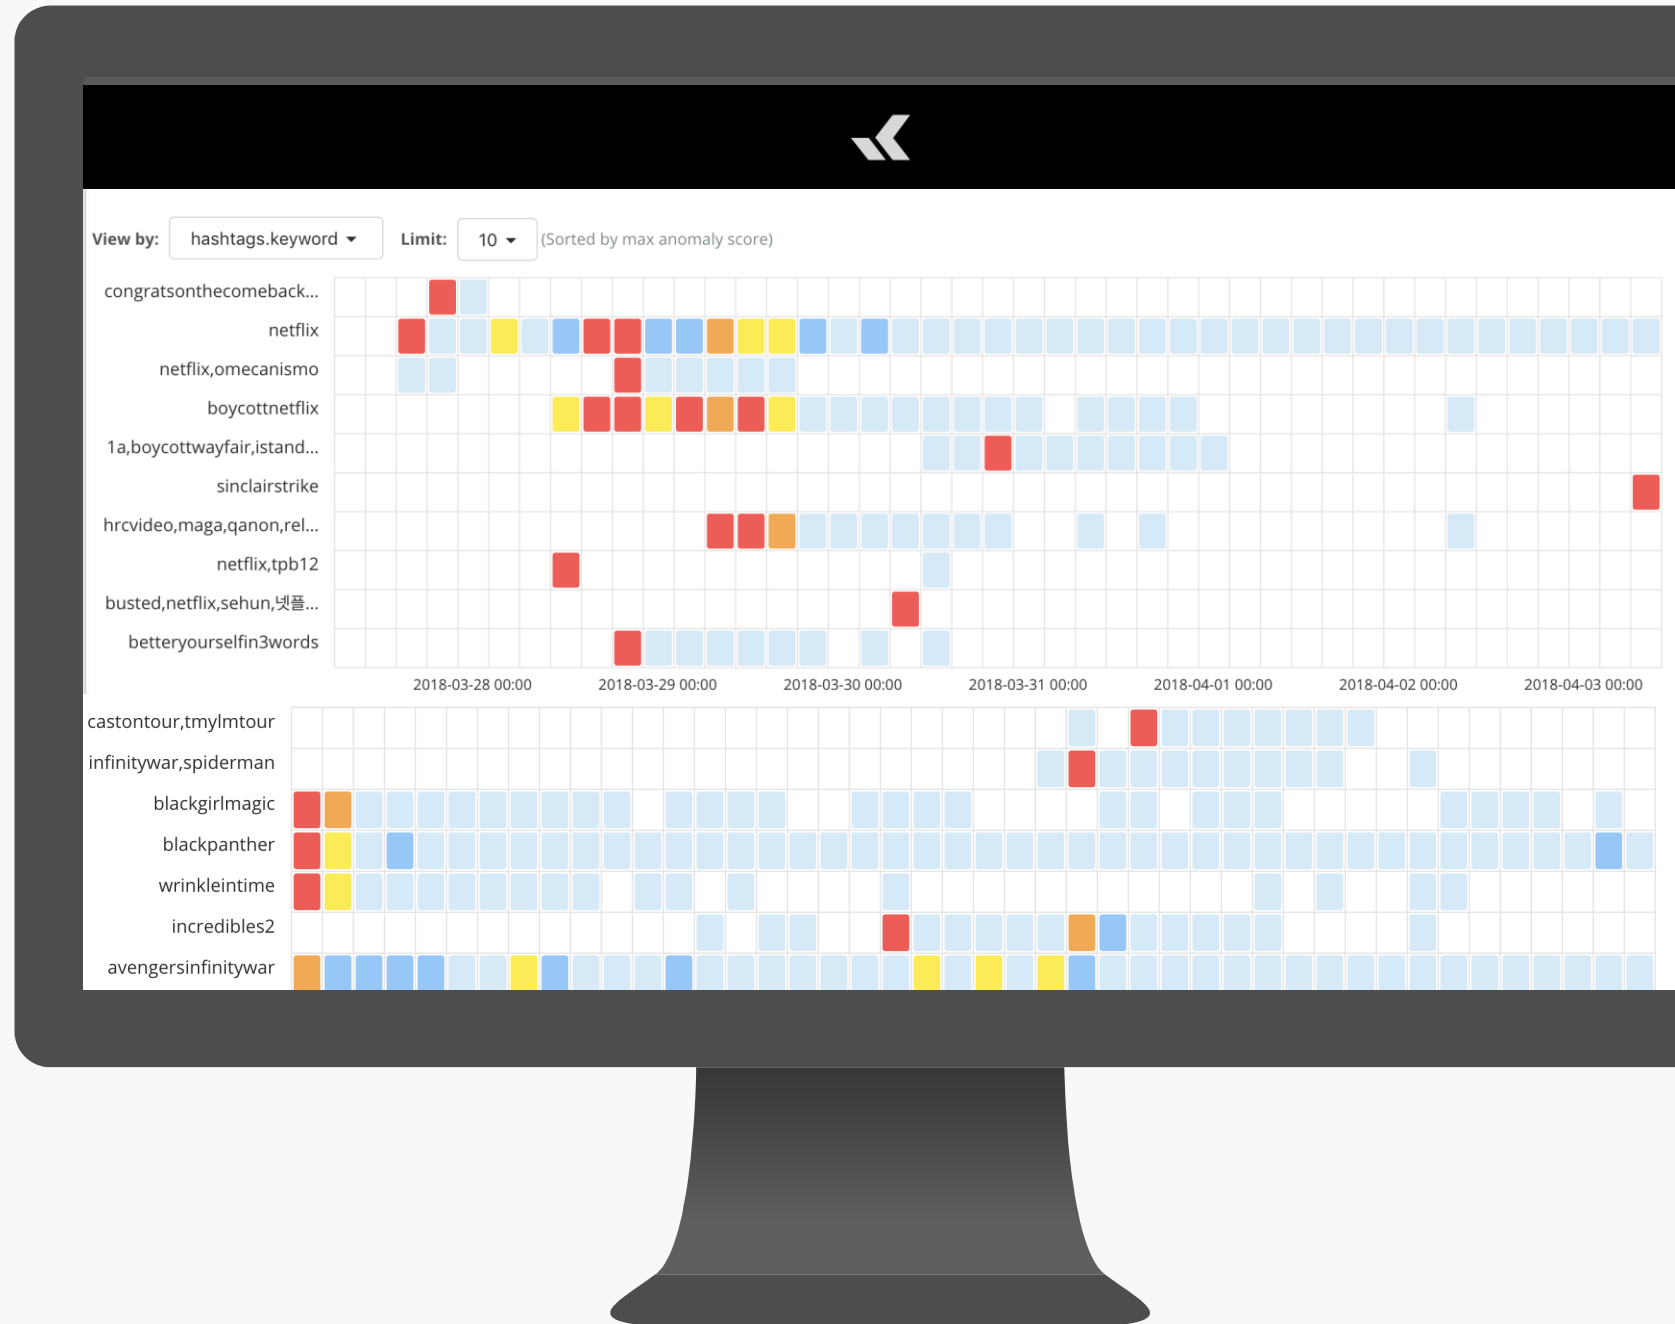 View by: hashtags.keyword Limit: 10 (Sorted by max anomaly score)
congratsonthecomeback...
netflix
netflix,omecanismo
boycottnetflix
1a,boycottwayfair,istand...
sinclairstrike
hrcvideo,maga,qanon,rel...
netflix,tpb12
busted,netflix,sehun,넷플...
betteryourselfin3words
2018-03-28 00:00 2018-03-29 00:00 2018-03-30 00:00 2018-03-31 00:00 2018-04-01 00:00 2018-04-02 00:00 2018-04-03 00:00
castontour,tmylmtour
infinitywar,spiderman
blackgirlmagic
blackpanther
wrinkleintime
incredibles2
avengersinfinitywar